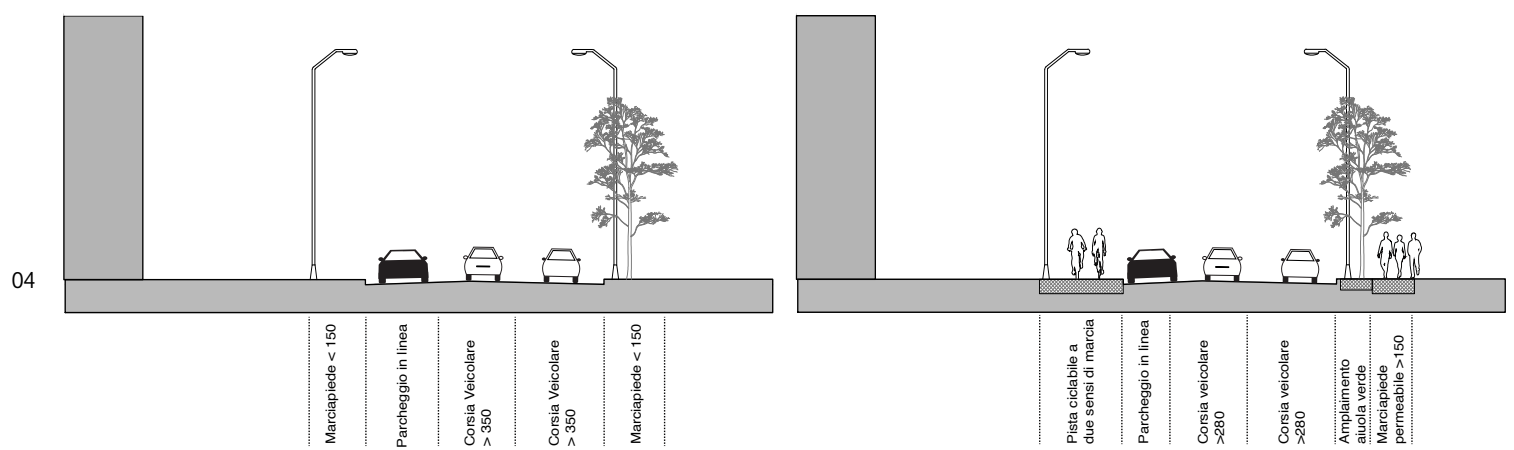 04
Marciapiede < 150
Parcheggio in linea
Corsia Veicolare
> 350
Corsia Veicolare
> 350
Marciapiede < 150
Pista ciclabile a
due sensi di marcia
Parcheggio in linea
Corsia veicolare
>280
Corsia veicolare
>280
Amplaimento
aiuola verde
Marciapiede
permeabile >150